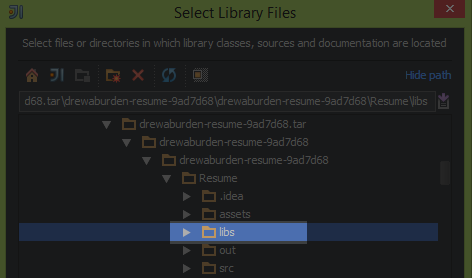 Select Library Files
Select files or directories in which library classes, sources and documentation are located
Hide path
d68.tar\drewaburden-resume-9ad7d68\drewaburden-resume-9ad7d68\Resume\libs
drewaburden-resume-9ad7d68.tar
drewaburden-resume-9ad7d68
drewaburden-resume-9ad7d68
Resume
.idea
assets
libs
out
src